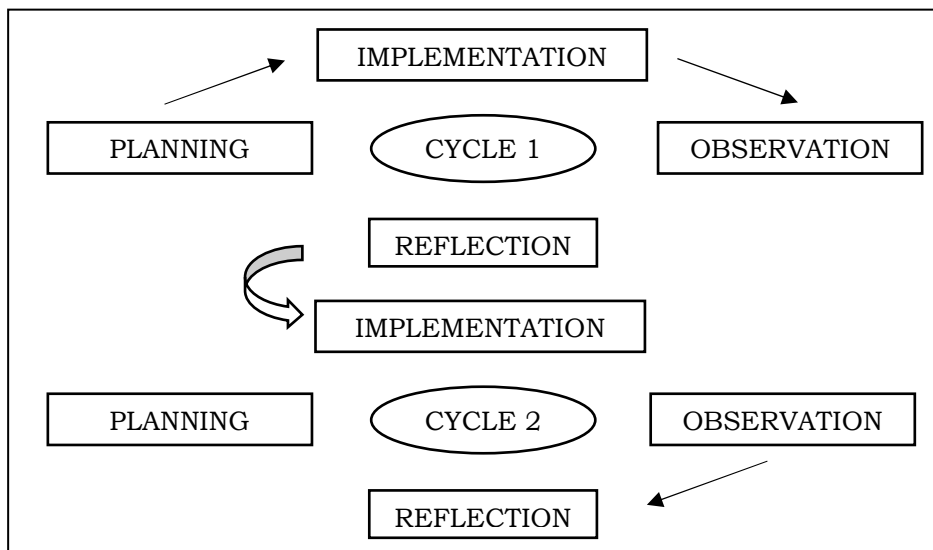 IMPLEMENTATION
PLANNING
CYCLE 1
OBSERVATION
REFLECTION
IMPLEMENTATION
PLANNING
CYCLE 2
OBSERVATION
REFLECTION